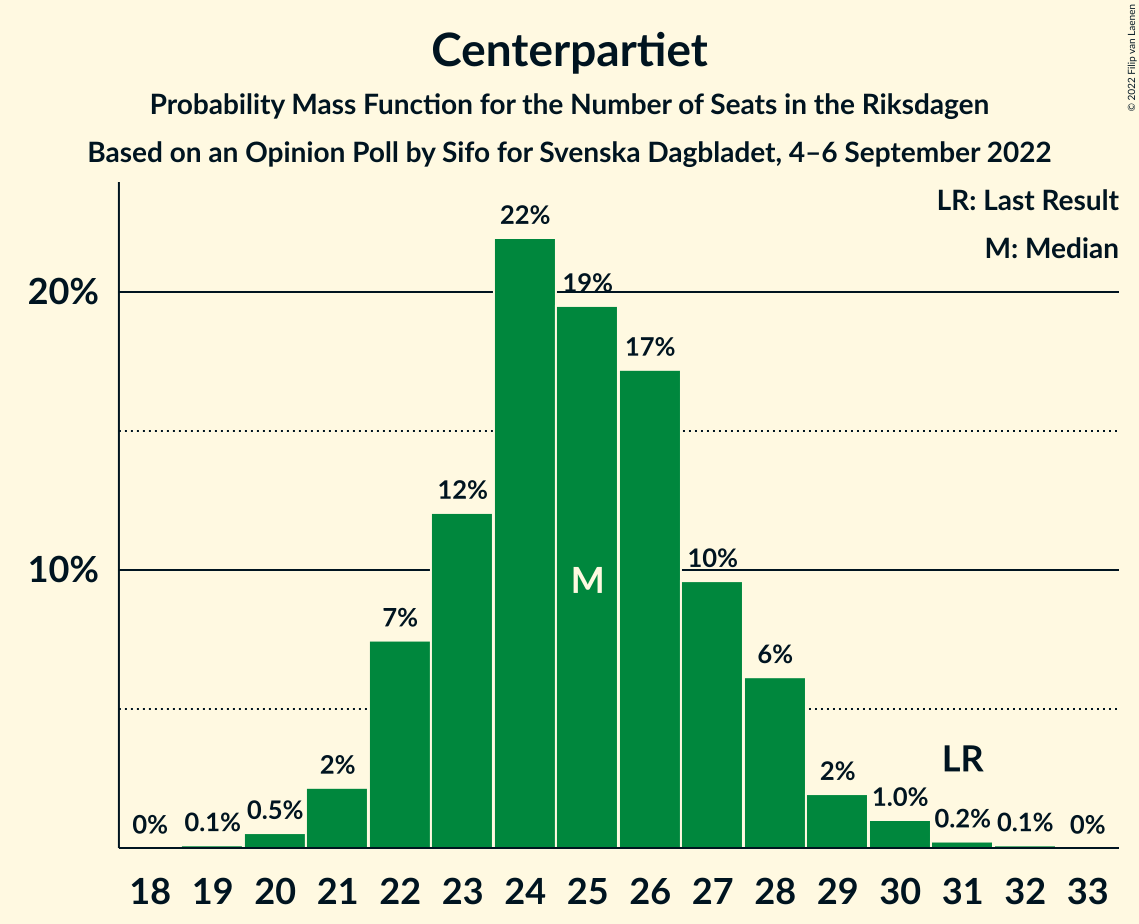 Centerpartiet
Probability Mass Function for the Number of Seats in the Riksdagen
Based on an Opinion Poll by Sifo for Svenska Dagbladet, 4–6 September 2022
© 2022 Filip van Laenen
LR: Last Result
M: Median
22%
20%
19%
17%
12%
10%
10%
M
7%
6%
LR
2%
2%
1.0%
0% 0.1% 0.5% 0.2% 0.1% 0%
18 19 20 21 22 23 24 25 26 27 28 29 30 31 32 33